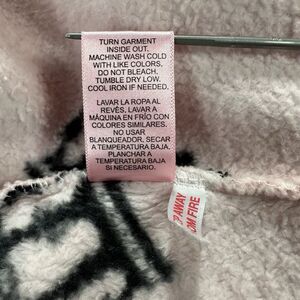 TURN GARMENT
INSIDE OUT.
MACHINE WASH COLD
WITH LIKE COLORS,
DO NOT BLEACH.
TUMBLE DRY LOW.
COOL IRON IF NEEDED.
LAVAR LA ROPA AL
REVÉS. LAVAR A
MÁQUINA EN FRÍO CON
COLORES SIMILARES.
NO USAR
BLANQUEADOR, SECAR
A TEMPERATURA BAJA
PLANCHAR A
TEMPERATURA BAJA
SI NECESARIO.
AWAY
FIRE